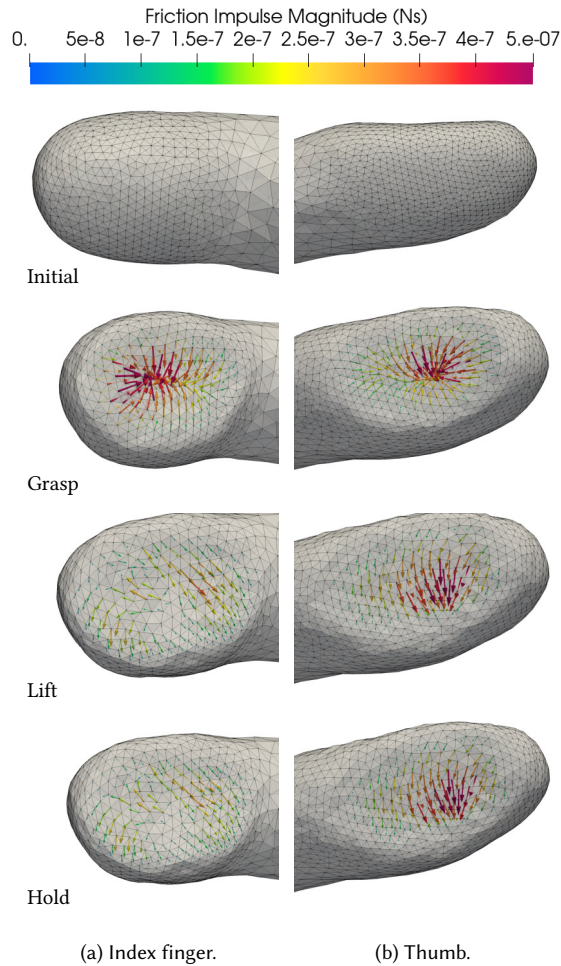 Friction Impulse Magnitude (Ns)
0. 5e-8 1e-7 1.5e-7 2e-7 2.5e-7 3e-7 3.5e-7 4e-7 5.e-07
Initial
Grasp
Lift
Hold
(a) Index finger. (b) Thumb.